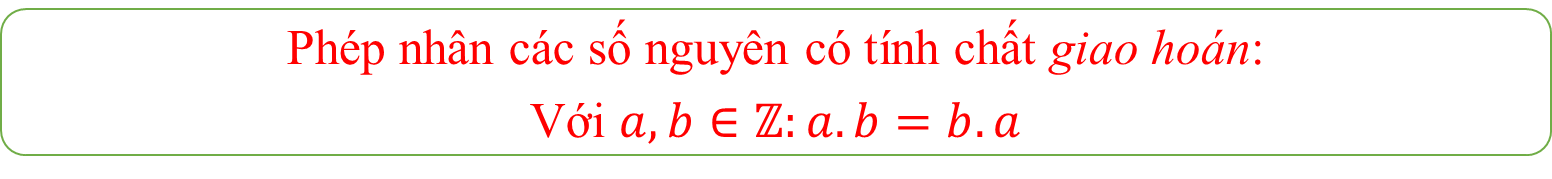 Phép nhân các số nguyên có tính chất giao hoán:
Với a, b ∈ ℤ: a. b = b. a